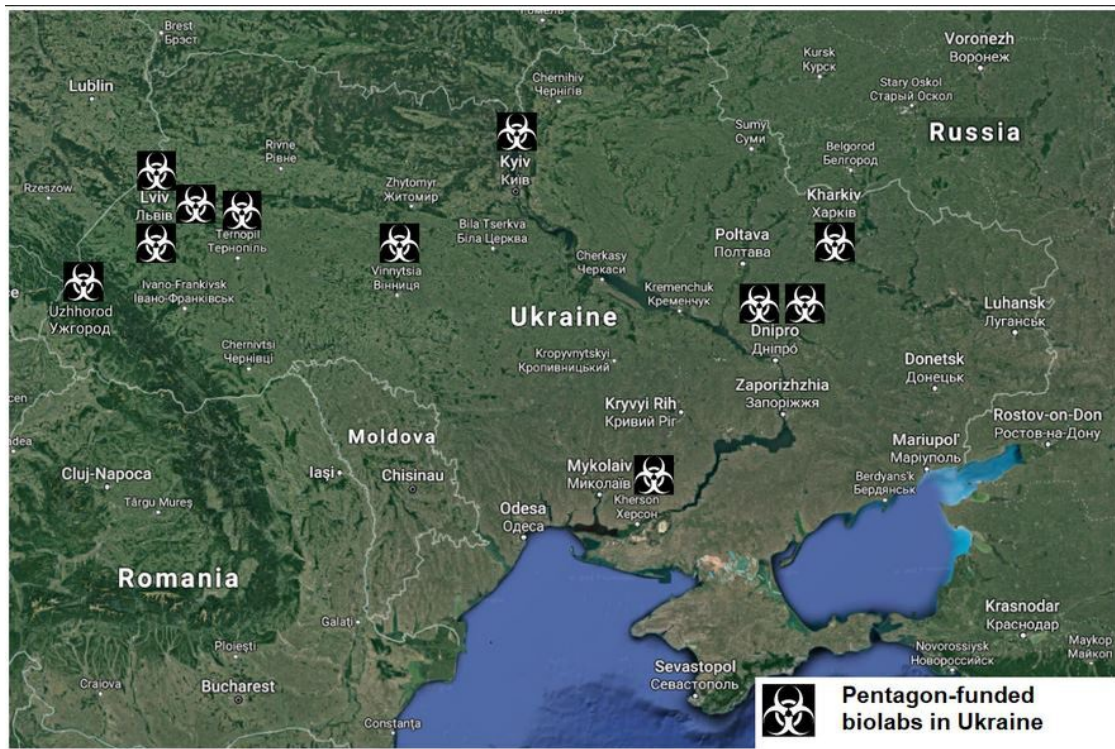 Гомель
Brest
Брэст
Lublin
Chernihiv
Чернігів
Kursk
Курск
Voronezh
Воронеж
Stary Oskol
Старый Оскол
Sumy
Суми
Russia
Belgorod
Белгород
Rivne
Рівне
Kyiv
Київ
Zhytomyr
Житомир
Rzeszow
Lviv
Львів
Kharkiv
Харків
Ternopil
Тернопіль
Bila Tserkva
Біла Церква
Poltava
Полтава
Cherkasy
Черкаси
Vinnytsia
Вінниця
Ivano-Frankivsk
Івано-Франківськ
Kremenchuk
Кременчук
Luhansk
Луганськ
Uzhhorod
Ужгород
Ukraine
Dnipro
Дніпро́
Chernivtsi
Чернівці
Kropyvnytskyi
Кропивницький
Donetsk
Донецьк
Zaporizhzhia
Запоріжжя
Kryvyi Rih
Кривий Ріг
Rostov-on-Don
Ростов-на-Дону
Moldova
Mariupol'
Маріуполь
Cluj-Napoca
Iași
Chisinau
Mykolaiv
Миколаїв
Berdyans'k
Бердянськ
Târgu Mureș
Kherson
Херсон
Odesa
Одеса
Romania
Krasnodar
Краснодар
Galați
Ploiești
Novorossiysk
Новороссийск
Maykop
Майкоп
Sevastopol
Севастополь
Craiova
Bucharest
Constanța
Pentagon-funded
biolabs in Ukraine